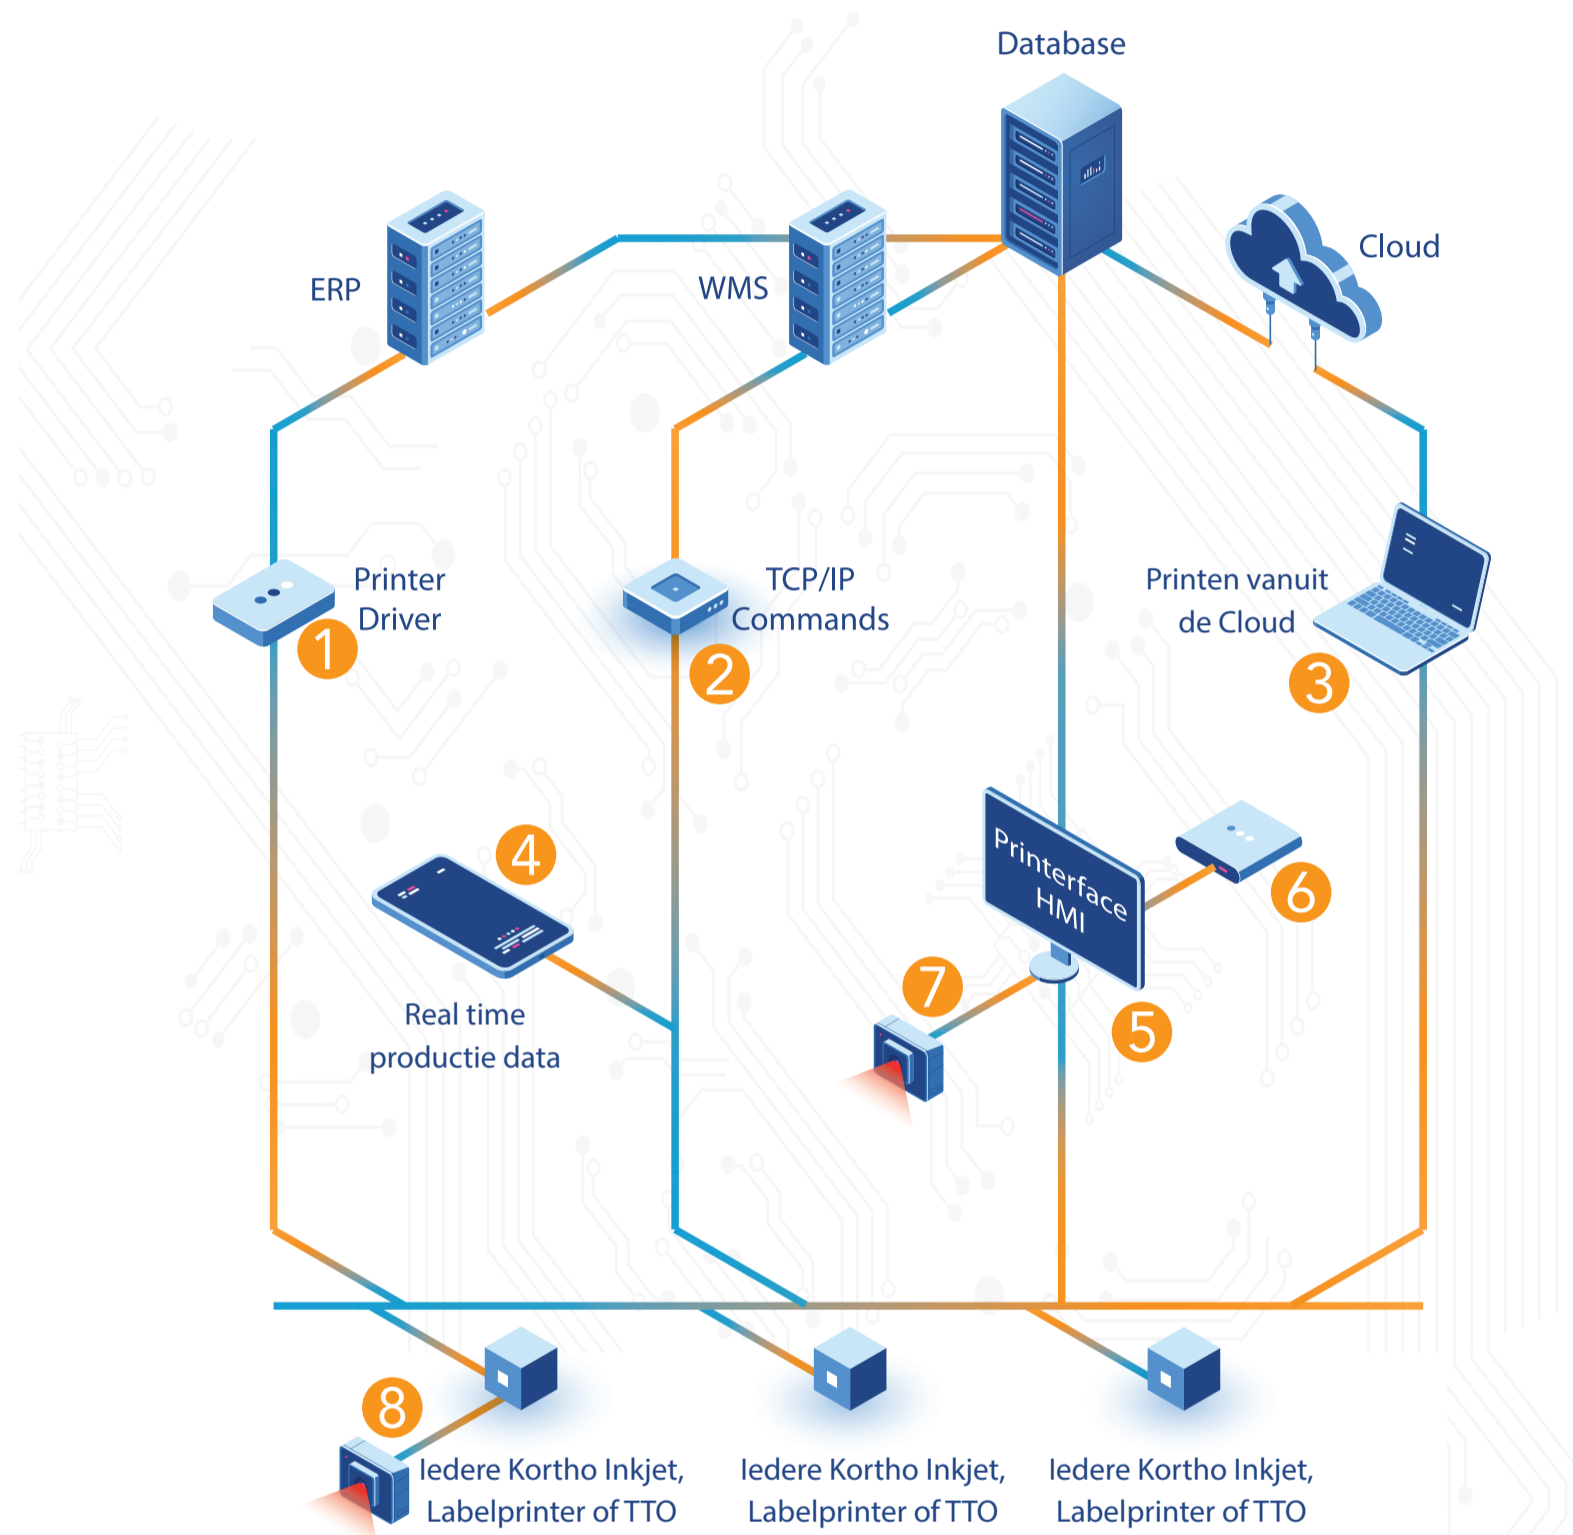 Database
Cloud
ERP
WMS
Printer
Driver
1
TCP/IP
Commands
2
Printen vanuit
de Cloud
3
4
Real time
productie data
Printerface
HMI
5
6
7
8
Iedere Kortho Inkjet,
Labelprinter of TTO
Iedere Kortho Inkjet,
Labelprinter of TTO
Iedere Kortho Inkjet,
Labelprinter of TTO